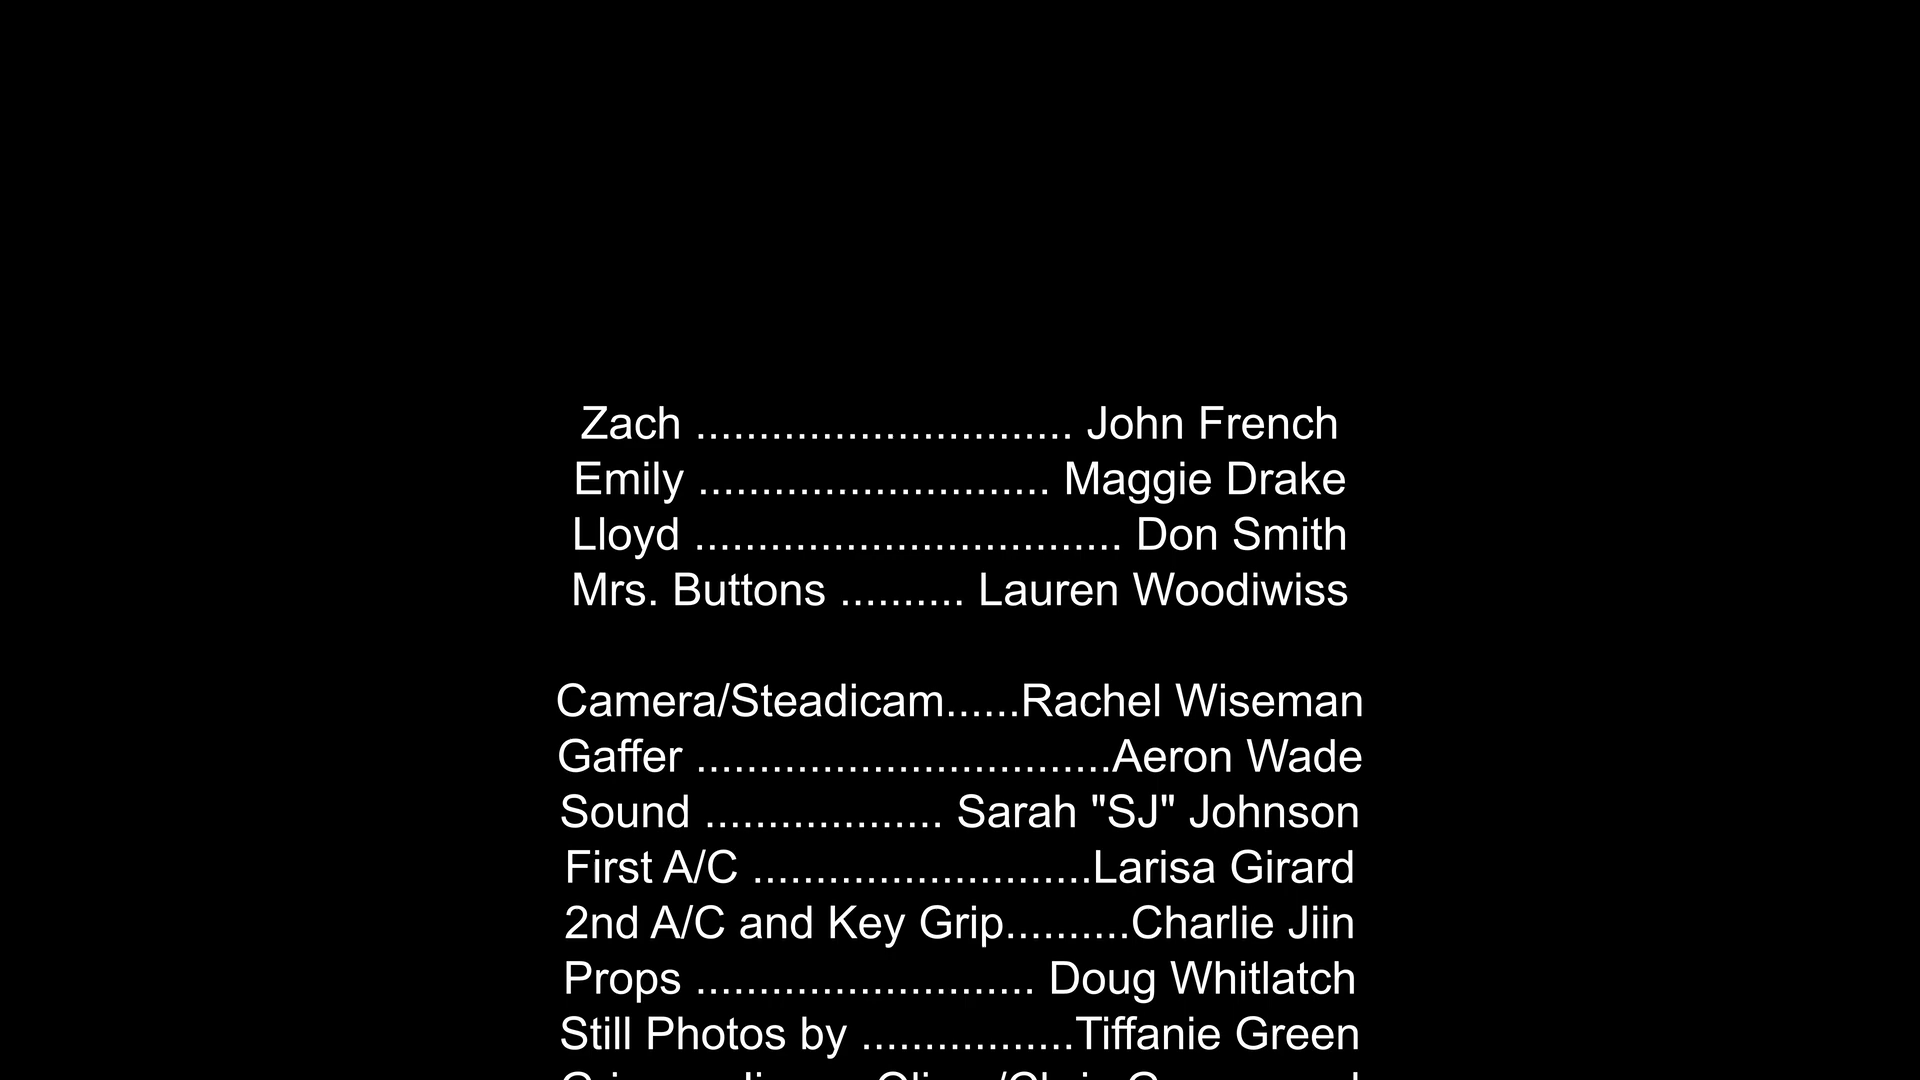 Zach .............................. John French
Emily ............................ Maggie Drake
Lloyd .................................. Don Smith
Mrs. Buttons .......... Lauren Woodiwiss
Camera/Steadicam......Rachel Wiseman
Gaffer .................................Aeron Wade
Sound ................... Sarah "SJ" Johnson
First A/C ...........................Larisa Girard
2nd A/C and Key Grip..........Charlie Jiin
Props ........................... Doug Whitlatch
Still Photos by .................Tiffanie Green